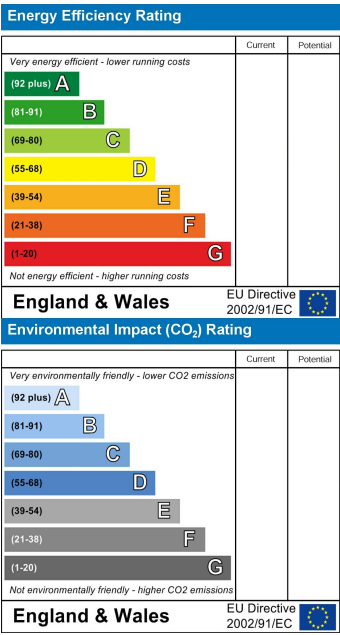 Energy Efficiency Rating
Current Potential
Very energy efficient - lower running costs
(92 plus) A
(81-91) B
(69-80) C
(55-68) D
(39-54) E
(21-38) F
(1-20) G
Not energy efficient - higher running costs
England & Wales
EU Directive
2002/91/EC
Environmental Impact (CO₂) Rating
Current Potential
Very environmentally friendly - lower CO2 emissions
(92 plus) A
(81-91) B
(69-80) C
(55-68) D
(39-54) E
(21-38) F
(1-20) G
Not environmentally friendly - higher CO2 emissions
England & Wales
EU Directive
2002/91/EC